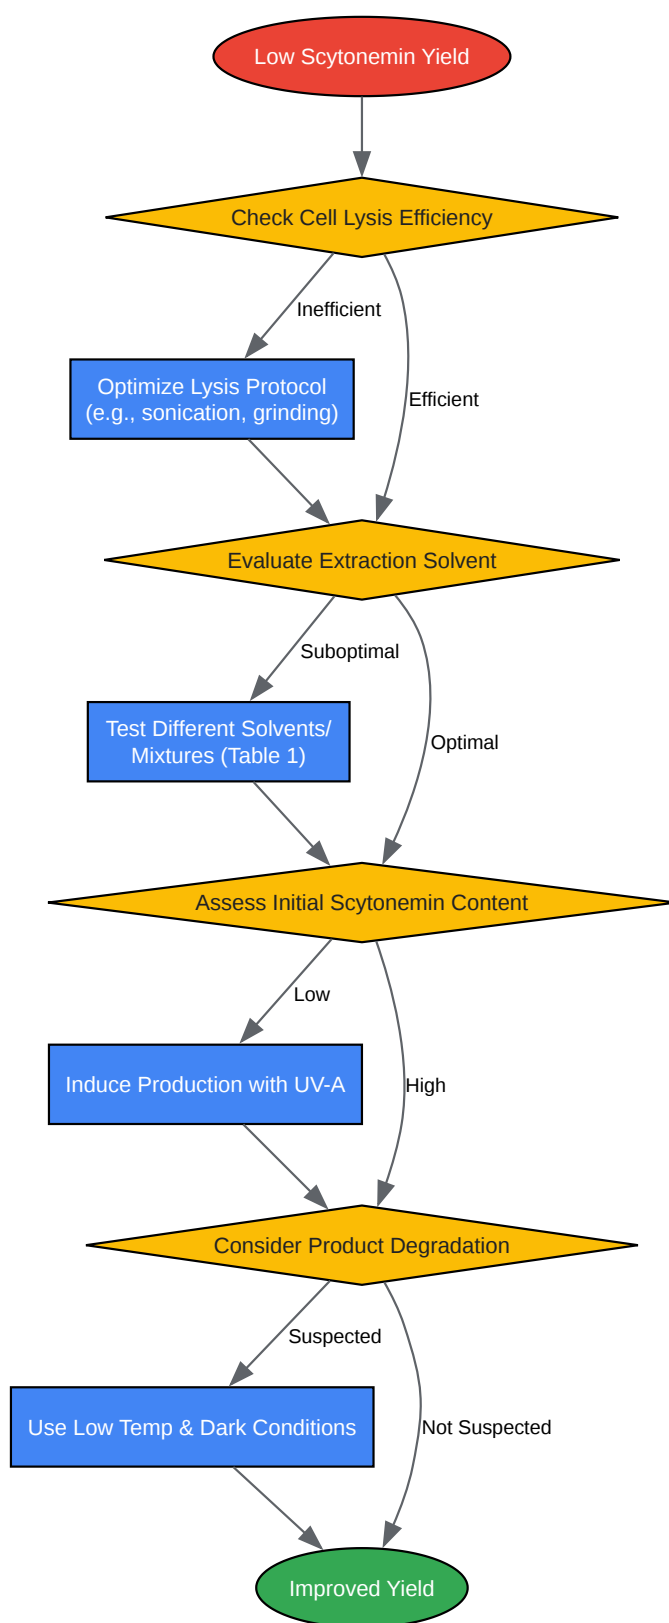 Low Scytonemin Yield
Check Cell Lysis Efficiency
Inefficient
Optimize Lysis Protocol
(e.g., sonication, grinding)
Efficient
Evaluate Extraction Solvent
Suboptimal
Test Different Solvents/
Mixtures (Table 1)
Optimal
Assess Initial Scytonemin Content
Low
Induce Production with UV-A
High
Consider Product Degradation
Suspected
Use Low Temp & Dark Conditions
Not Suspected
Improved Yield